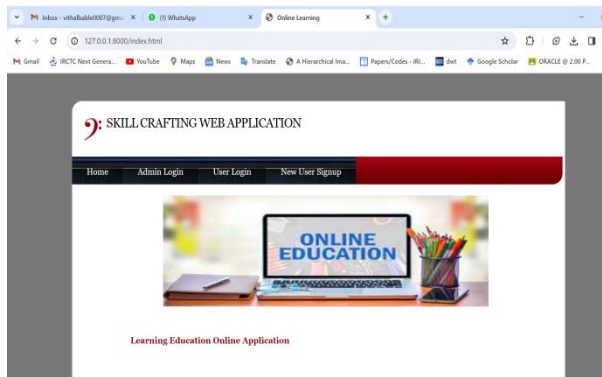 Inbox - vithalbable0007@gma
(1) WhatsApp
Online Learning
127.0.0.1:8000/index.html
Gmail
IRCTC Next Genera...
YouTube
Maps
News
Translate
A Hierarchical Ima...
Papers/Codes - IRI...
dwt
Google Scholar
ORACLE @ 2.00 P...
SKILL CRAFTING WEB APPLICATION
Home Admin Login User Login New User Signup
ONLINE
EDUCATION
Learning Education Online Application